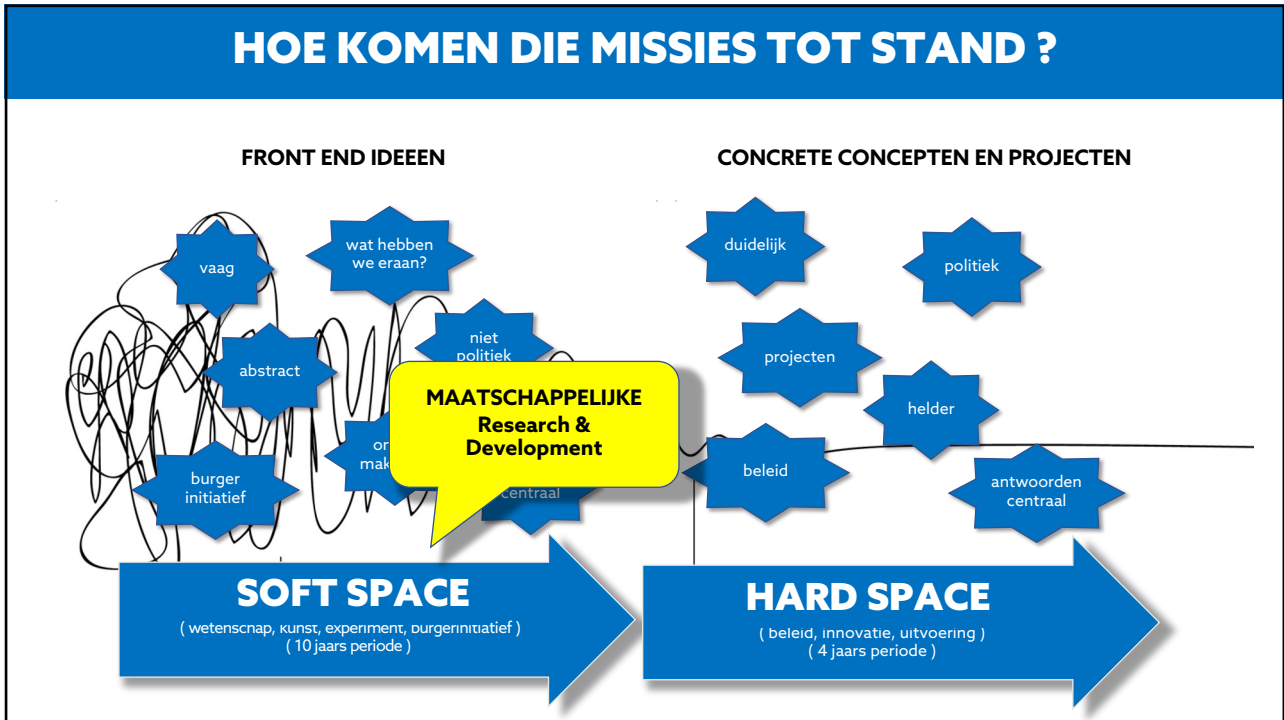 HOE KOMEN DIE MISSIES TOT STAND ?
FRONT END IDEEEN
CONCRETE CONCEPTEN EN PROJECTEN
vaag
wat hebben
we eraan?
niet
politiek
abstract
burger
initiatief
centraal
MAATSCHAPPELIJKE
Research &
Development
duidelijk
politiek
projecten
helder
beleid
antwoorden
centraal
SOFT SPACE
( wetenschap, kunst, experiment, burgerinitiatief )
( 10 jaars periode )
HARD SPACE
( beleid, innovatie, uitvoering )
( 4 jaars periode )